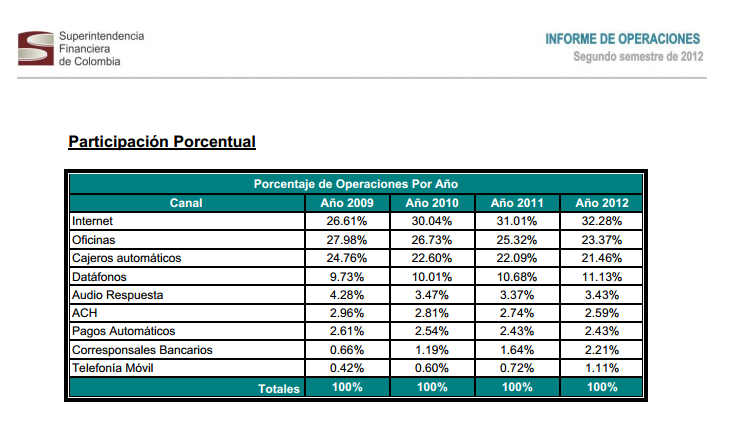 Superintendencia
Financiera
de Colombia
INFORME DE OPERACIONES
Segundo semestre de 2012
Participación Porcentual
Porcentaje de Operaciones Por Año
Canal Año 2009 Año 2010 Año 2011 Año 2012
Internet 26.61% 30.04% 31.01% 32.28%
Oficinas 27.98% 26.73% 25.32% 23.37%
Cajeros automáticos 24.76% 22.60% 22.09% 21.46%
Datáfonos 9.73% 10.01% 10.68% 11.13%
Audio Respuesta 4.28% 3.47% 3.37% 3.43%
ACH 2.96% 2.81% 2.74% 2.59%
Pagos Automáticos 2.61% 2.54% 2.43% 2.43%
Corresponsales Bancarios 0.66% 1.19% 1.64% 2.21%
Telefonía Móvil 0.42% 0.60% 0.72% 1.11%
Totales 100% 100% 100% 100%